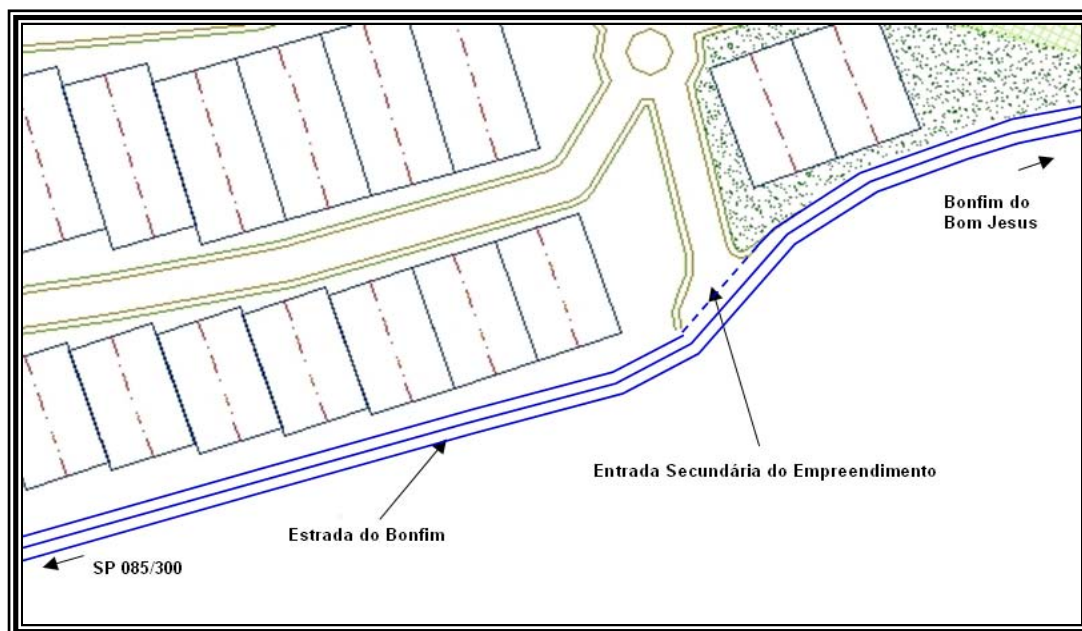 Bonfim do
Bom Jesus
Entrada Secundária do Empreendimento
Estrada do Bonfim
SP 085/300